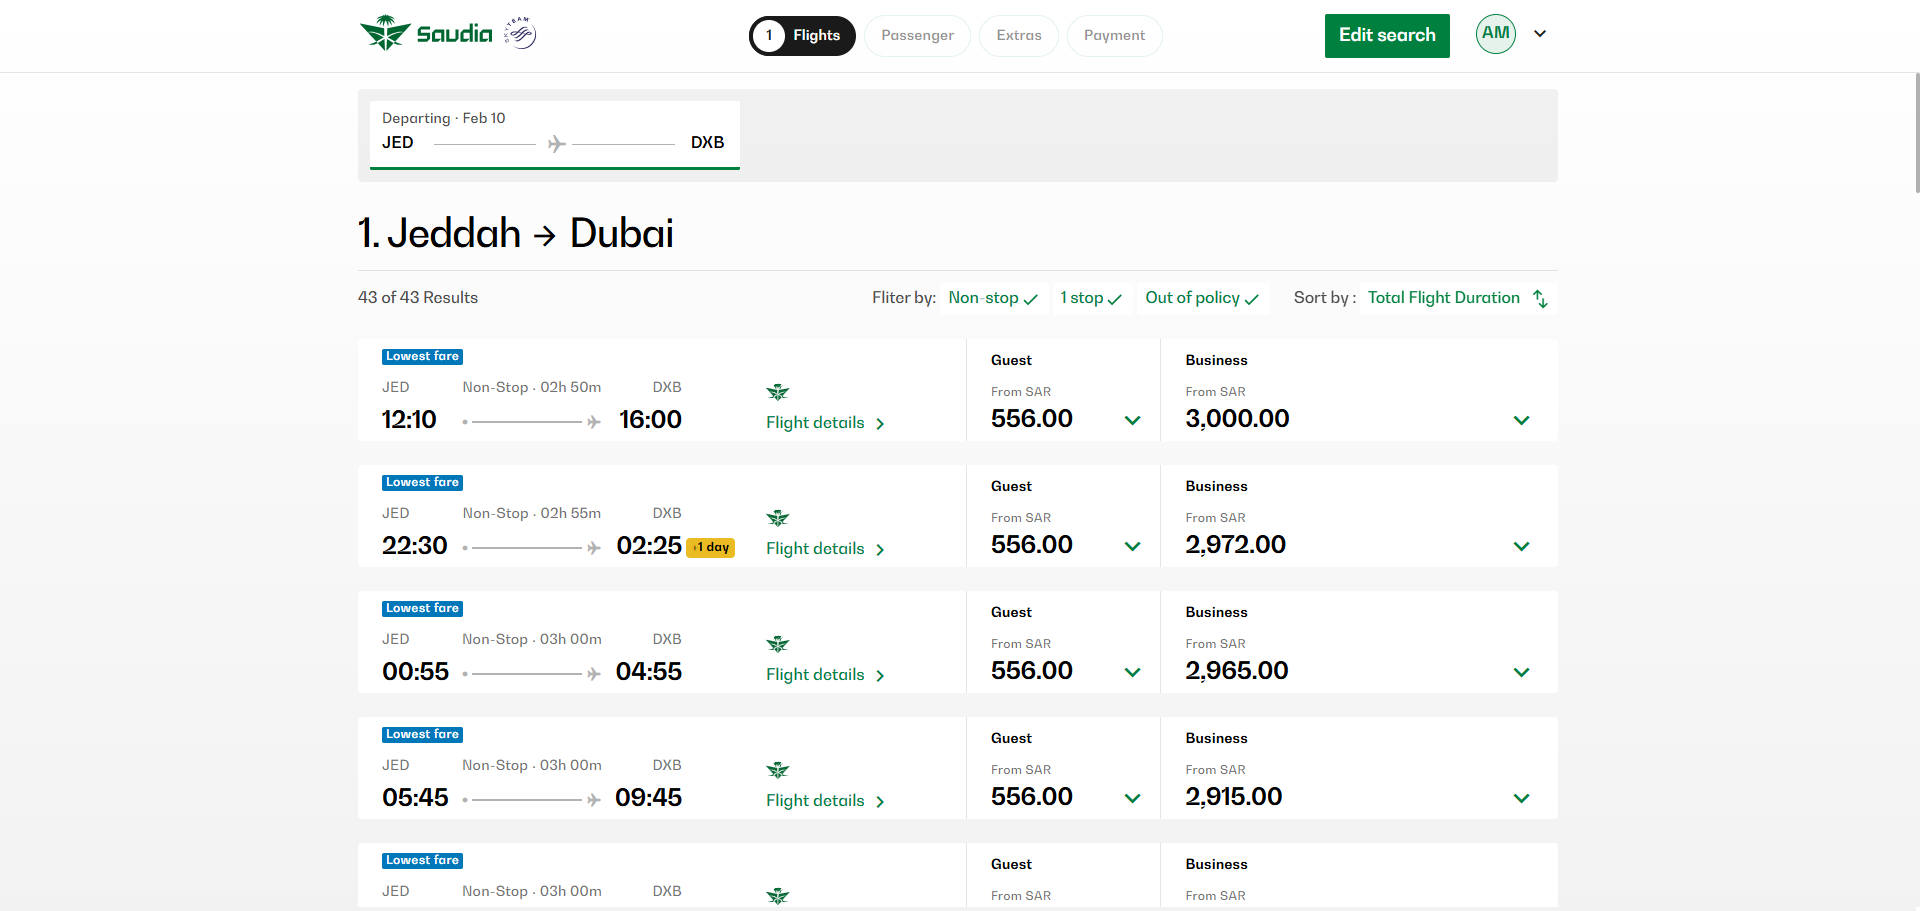 Saudia
SKYTEAM
1 Flights
Passenger
Extras
Payment
Edit search
AM
Departing · Feb 10
JED DXB
1. Jeddah → Dubai
43 of 43 Results
Fliter by: Non-stop 1 stop Out of policy
Sort by : Total Flight Duration
Lowest fare
JED Non-Stop · 02h 50m DXB
12:10 16:00
Flight details
Guest
From SAR
556.00
Business
From SAR
3,000.00
Lowest fare
JED Non-Stop · 02h 55m DXB
22:30 02:25 +1 day
Flight details
Guest
From SAR
556.00
Business
From SAR
2,972.00
Lowest fare
JED Non-Stop · 03h 00m DXB
00:55 04:55
Flight details
Guest
From SAR
556.00
Business
From SAR
2,965.00
Lowest fare
JED Non-Stop · 03h 00m DXB
05:45 09:45
Flight details
Guest
From SAR
556.00
Business
From SAR
2,915.00
Lowest fare
JED Non-Stop · 03h 00m DXB
Guest
From SAR
Business
From SAR